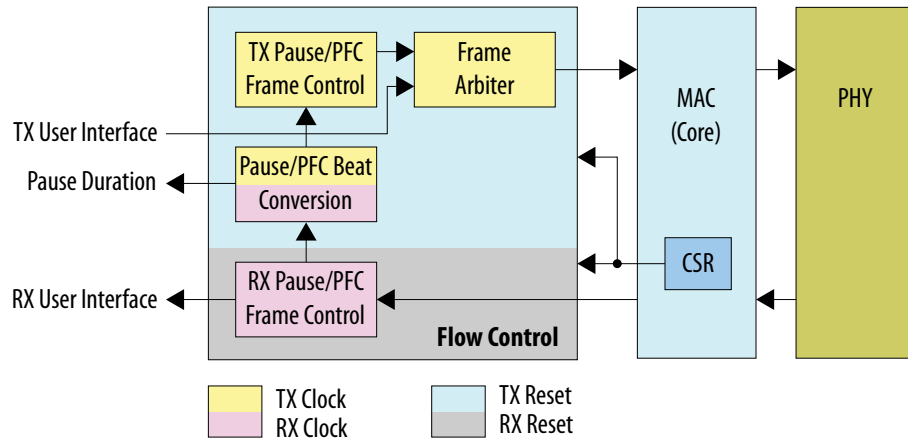 TX Pause/PFC
Frame Control
Frame
Arbiter
MAC
(Core)
PHY
TX User Interface
Pause Duration
Pause/PFC Beat
Conversion
CSR
RX User Interface
RX Pause/PFC
Frame Control
Flow Control
TX Clock
RX Clock
TX Reset
RX Reset